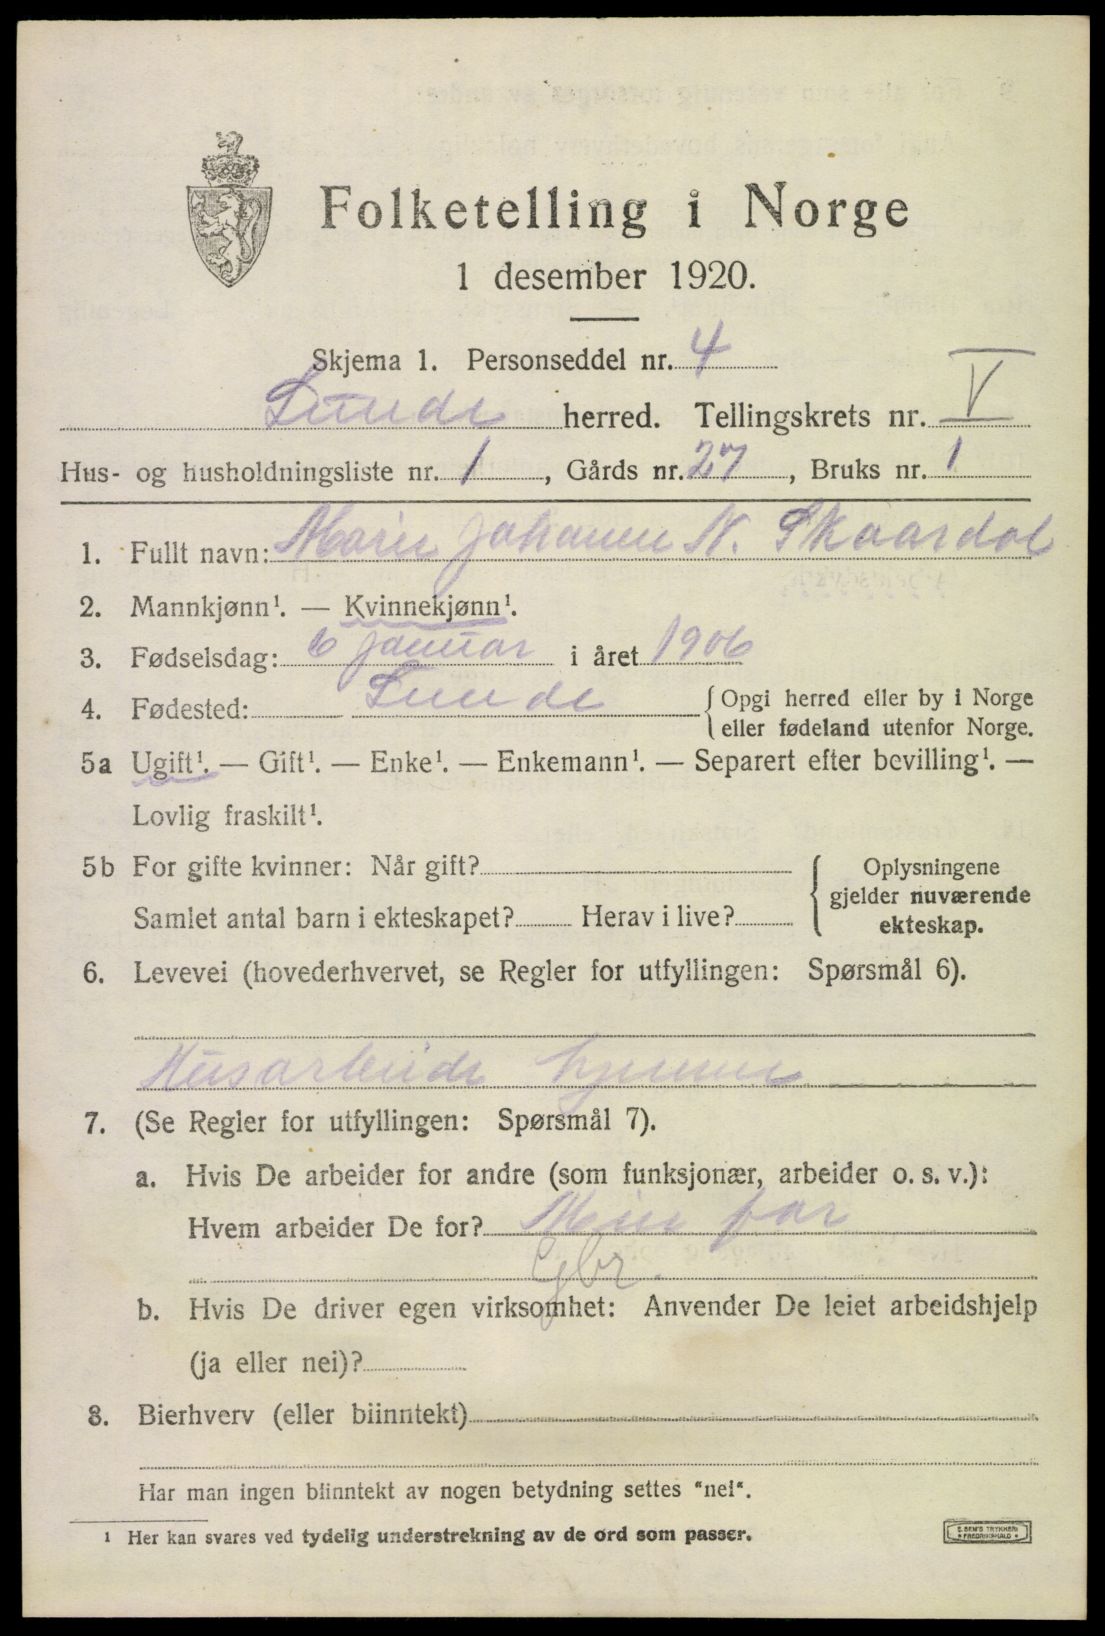 Folketelling i Norge
1 desember 1920.
Skjema 1. Personseddel nr. 4
Lunde herred. Tellingskrets nr. V
Hus- og husholdningsliste nr. 1, Gårds nr. 27, Bruks nr. 1
1. Fullt navn: Marie Johanne N. Skaardal
2. Mannkjønn¹. — Kvinnekjønn¹.
3. Fødselsdag: 6 januar i året 1906
4. Fødested: Lunde { Opgi herred eller by i Norge
eller fødeland utenfor Norge.
5a Ugift¹. — Gift¹. — Enke¹. — Enkemann¹. — Separert efter bevilling¹. —
Lovlig fraskilt¹.
5b For gifte kvinner: Når gift?
Samlet antal barn i ekteskapet? Herav i live?
{ Oplysningene
gjelder nuværende
ekteskap.
6. Levevei (hovederhvervet, se Regler for utfyllingen: Spørsmål 6).
Husarbeide hjemme
7. (Se Regler for utfyllingen: Spørsmål 7).
a. Hvis De arbeider for andre (som funksjonær, arbeider o. s. v.):
Hvem arbeider De for? Min far
Gbr.
b. Hvis De driver egen virksomhet: Anvender De leiet arbeidshjelp
(ja eller nei)?
8. Bierhverv (eller biinntekt)
Har man ingen biinntekt av nogen betydning settes "nei".
¹ Her kan svares ved tydelig understrekning av de ord som passer.
E. SEM'S TRYKKERI
FREDRIKSHALD